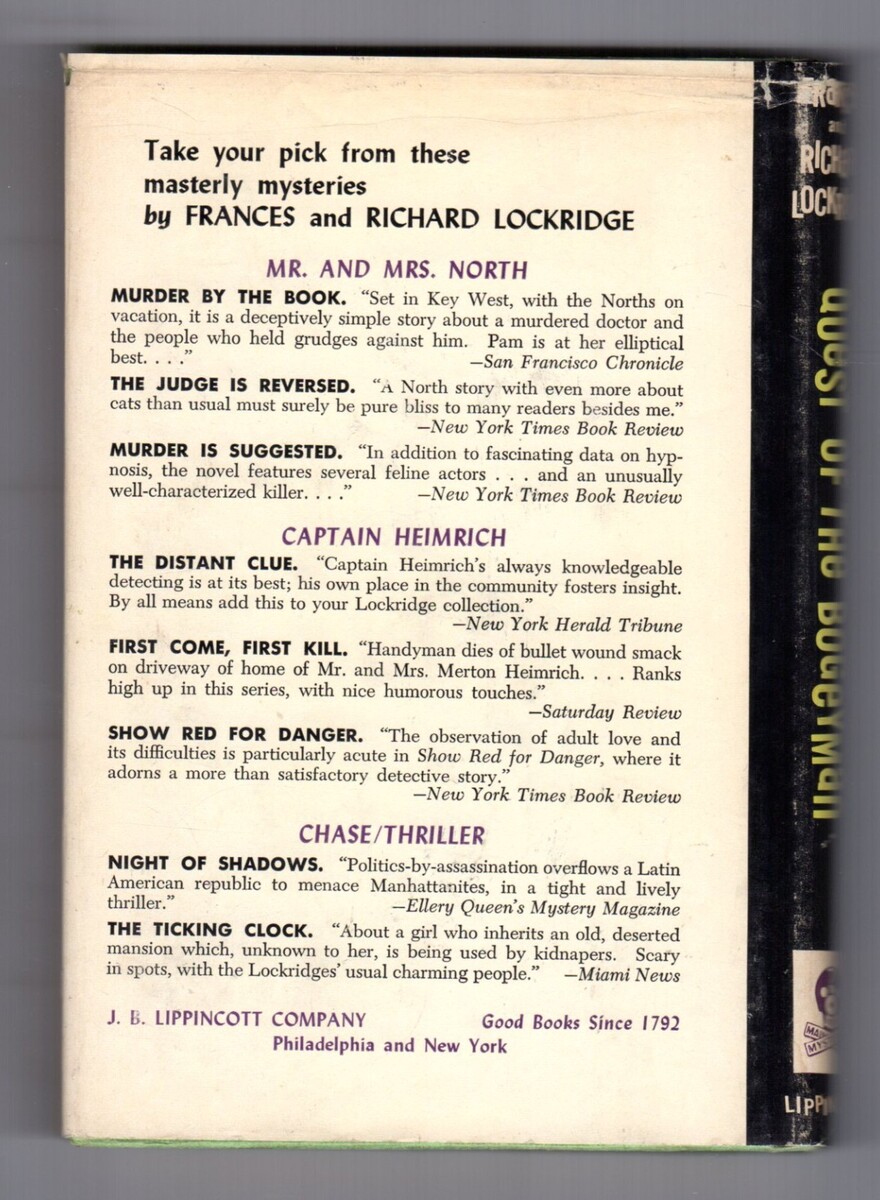 Take your pick from these
masterly mysteries
by FRANCES and RICHARD LOCKRIDGE
MR. AND MRS. NORTH
MURDER BY THE BOOK. “Set in Key West, with the Norths on
vacation, it is a deceptively simple story about a murdered doctor and
the people who held grudges against him. Pam is at her elliptical
best. . . .” —San Francisco Chronicle
THE JUDGE IS REVERSED. “A North story with even more about
cats than usual must surely be pure bliss to many readers besides me.”
—New York Times Book Review
MURDER IS SUGGESTED. “In addition to fascinating data on hyp-
nosis, the novel features several feline actors . . . and an unusually
well-characterized killer. . . .” —New York Times Book Review
CAPTAIN HEIMRICH
THE DISTANT CLUE. “Captain Heimrich’s always knowledgeable
detecting is at its best; his own place in the community fosters insight.
By all means add this to your Lockridge collection.”
—New York Herald Tribune
FIRST COME, FIRST KILL. “Handyman dies of bullet wound smack
on driveway of home of Mr. and Mrs. Merton Heimrich. . . . Ranks
high up in this series, with nice humorous touches.”
—Saturday Review
SHOW RED FOR DANGER. “The observation of adult love and
its difficulties is particularly acute in Show Red for Danger, where it
adorns a more than satisfactory detective story.”
—New York Times Book Review
CHASE/THRILLER
NIGHT OF SHADOWS. “Politics-by-assassination overflows a Latin
American republic to menace Manhattanites, in a tight and lively
thriller.” —Ellery Queen’s Mystery Magazine
THE TICKING CLOCK. “About a girl who inherits an old, deserted
mansion which, unknown to her, is being used by kidnapers. Scary
in spots, with the Lockridges’ usual charming people.” —Miami News
J. B. LIPPINCOTT COMPANY Good Books Since 1792
Philadelphia and New York
QUEST OF THE BOGEYMAN